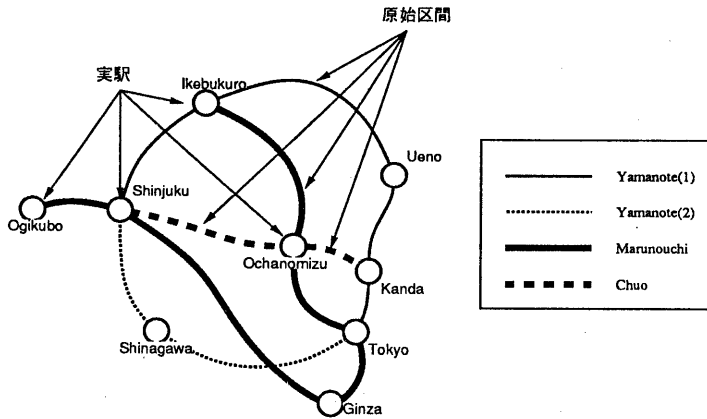 原始区間
実駅
Ikebukuro
Ueno
Shinjuku
Ogikubo
Ochanomizu
Kanda
Shinagawa
Tokyo
Ginza
Yamanote(1)
Yamanote(2)
Marunouchi
Chuo